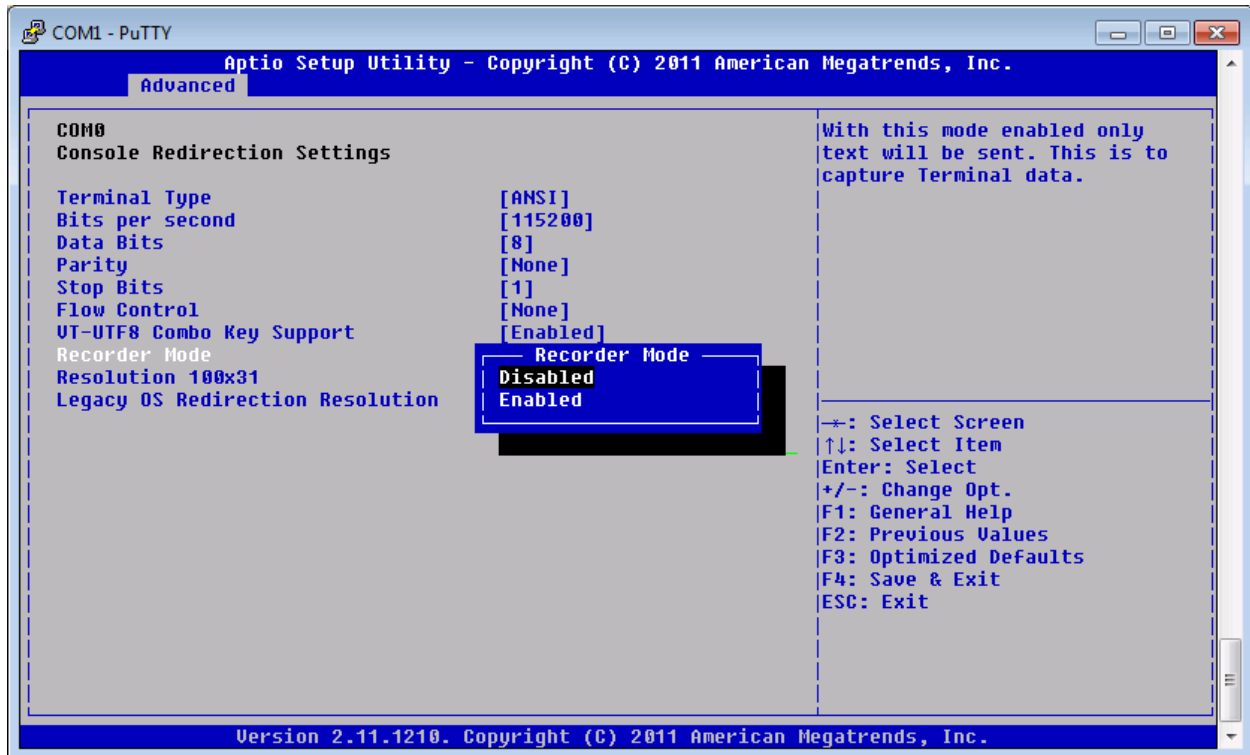 COM1 - PuTTY
Aptio Setup Utility - Copyright (C) 2011 American Megatrends, Inc.
Advanced
COM0
Console Redirection Settings
Terminal Type [ANSI]
Bits per second [115200]
Data Bits [8]
Parity [None]
Stop Bits [1]
Flow Control [None]
VT-UTF8 Combo Key Support [Enabled]
Recorder Mode
Resolution 100x31
Legacy OS Redirection Resolution
Recorder Mode
Disabled
Enabled
With this mode enabled only
text will be sent. This is to
capture Terminal data.
→←: Select Screen
↑↓: Select Item
Enter: Select
+/-: Change Opt.
F1: General Help
F2: Previous Values
F3: Optimized Defaults
F4: Save & Exit
ESC: Exit
Version 2.11.1210. Copyright (C) 2011 American Megatrends, Inc.